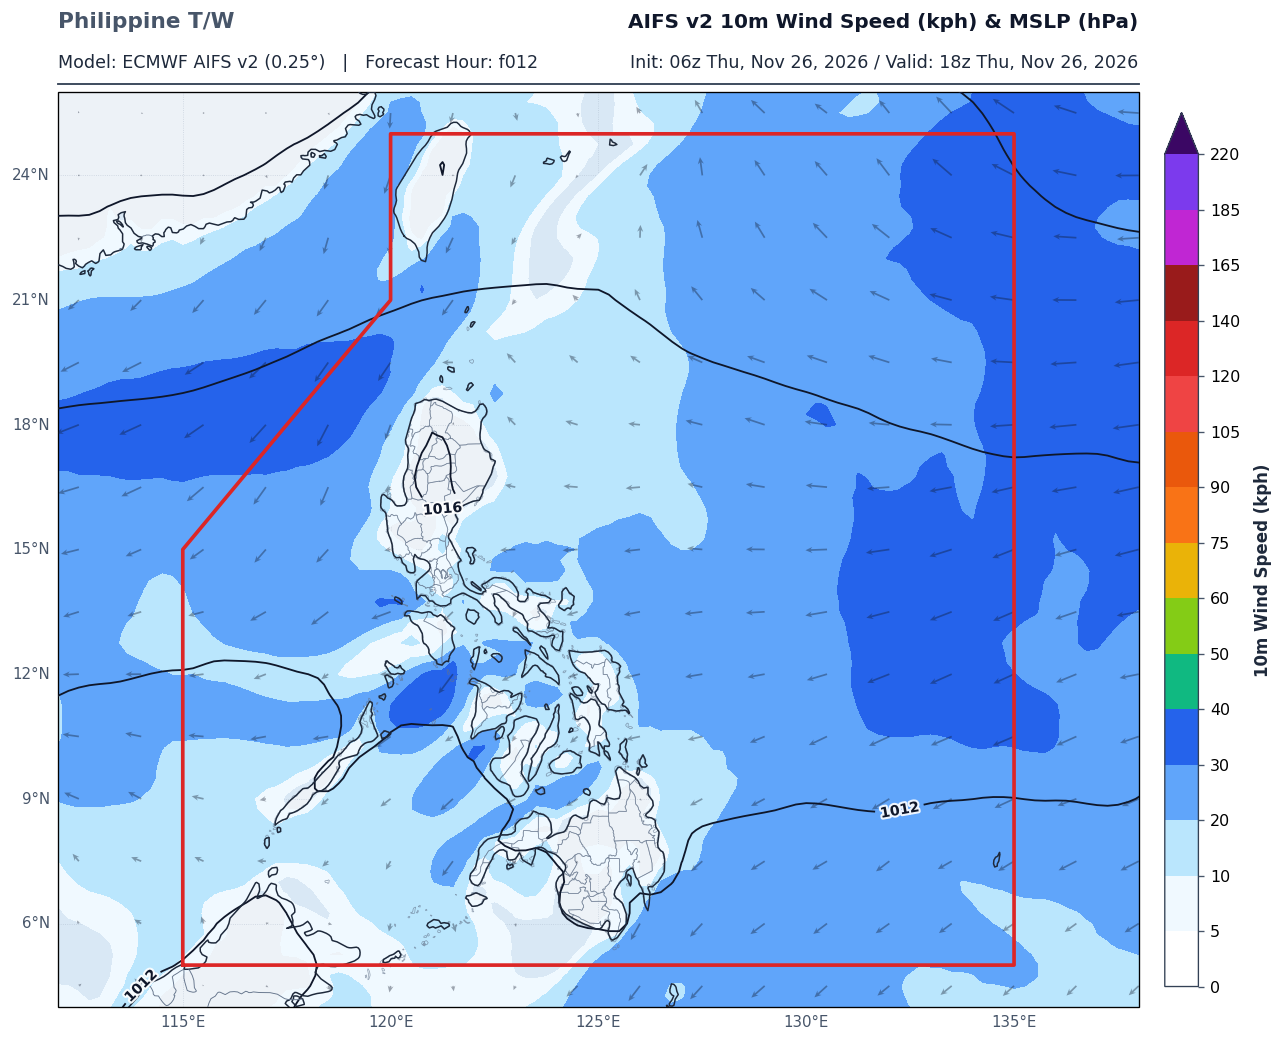 Philippine T/W
AIFS v2 10m Wind Speed (kph) & MSLP (hPa)
Model: ECMWF AIFS v2 (0.25°) | Forecast Hour: f012
Init: 06z Thu, Nov 26, 2026 / Valid: 18z Thu, Nov 26, 2026
24°N
21°N
18°N
15°N
12°N
9°N
6°N
1016
1012
1012
115°E
120°E
125°E
130°E
135°E
220
185
165
140
120
105
90
75
60
50
40
30
20
10
5
0
10m Wind Speed (kph)